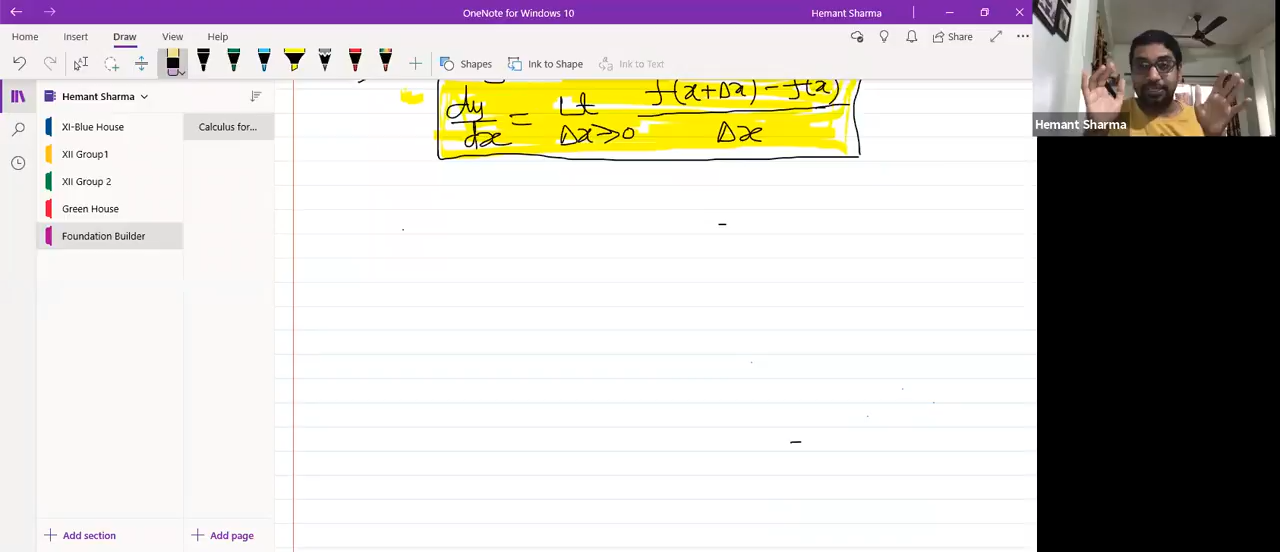 OneNote for Windows 10
Hemant Sharma
Home Insert Draw View Help
Share
Shapes Ink to Shape Ink to Text
Hemant Sharma
XI-Blue House
XII Group1
XII Group 2
Green House
Foundation Builder
Calculus for...
Add section
Add page
f(x+Δx) - f(x)
dy/dx = Lt
Δx→0 Δx
Hemant Sharma